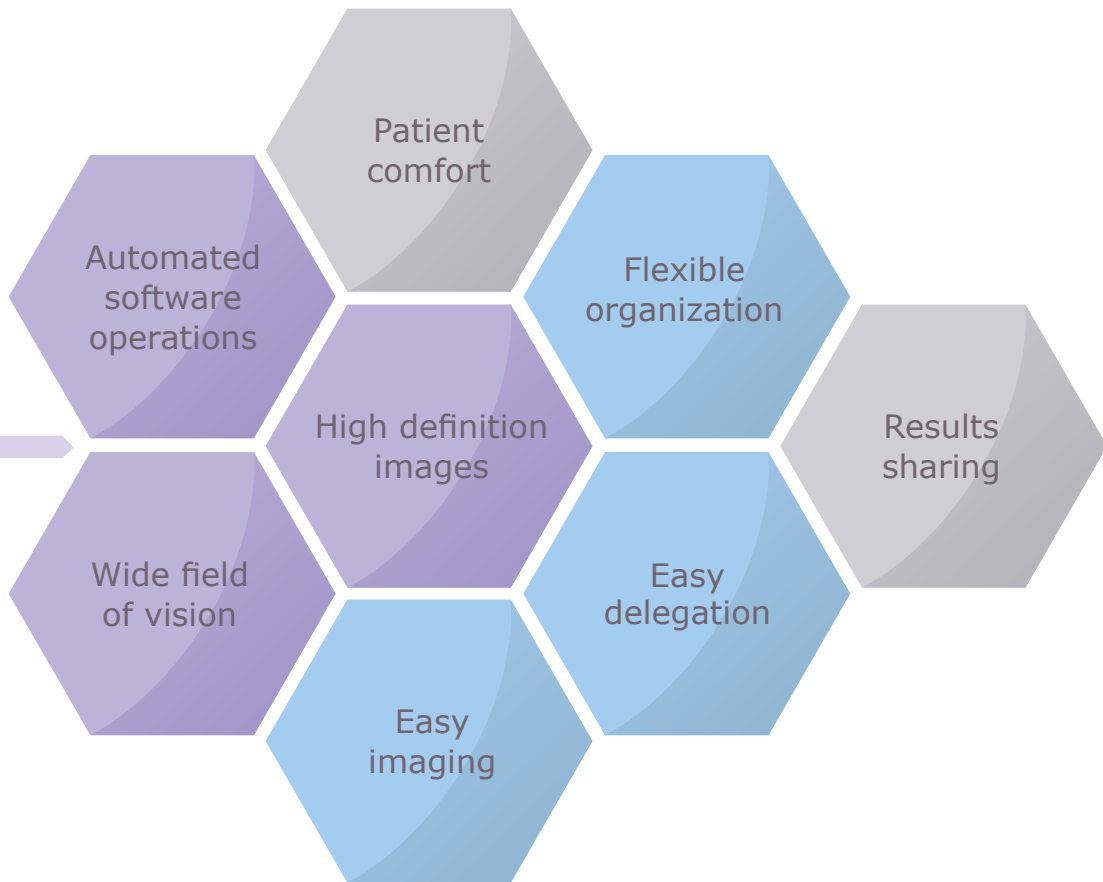 Patient
comfort
Automated
software
operations
Flexible
organization
High definition
images
Results
sharing
Wide field
of vision
Easy
delegation
Easy
imaging